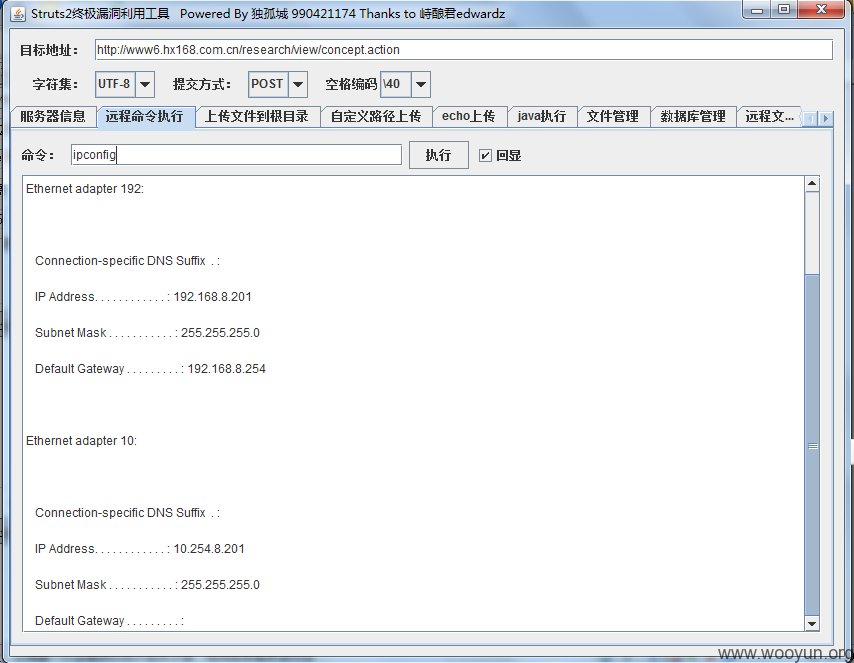 Struts2终极漏洞利用工具 Powered By 独孤城 990421174 Thanks to 峙酿君edwardz
目标地址： http://www6.hx168.com.cn/research/view/concept.action
字符集： UTF-8 提交方式： POST 空格编码 \40
服务器信息 远程命令执行 上传文件到根目录 自定义路径上传 echo上传 java执行 文件管理 数据库管理 远程文...
命令： ipconfig 执行 回显
Ethernet adapter 192:
Connection-specific DNS Suffix . :
IP Address. . . . . . . . . . . . : 192.168.8.201
Subnet Mask . . . . . . . . . . . : 255.255.255.0
Default Gateway . . . . . . . . . : 192.168.8.254
Ethernet adapter 10:
Connection-specific DNS Suffix . :
IP Address. . . . . . . . . . . . : 10.254.8.201
Subnet Mask . . . . . . . . . . . : 255.255.255.0
Default Gateway . . . . . . . . . :
www.wooyun.org